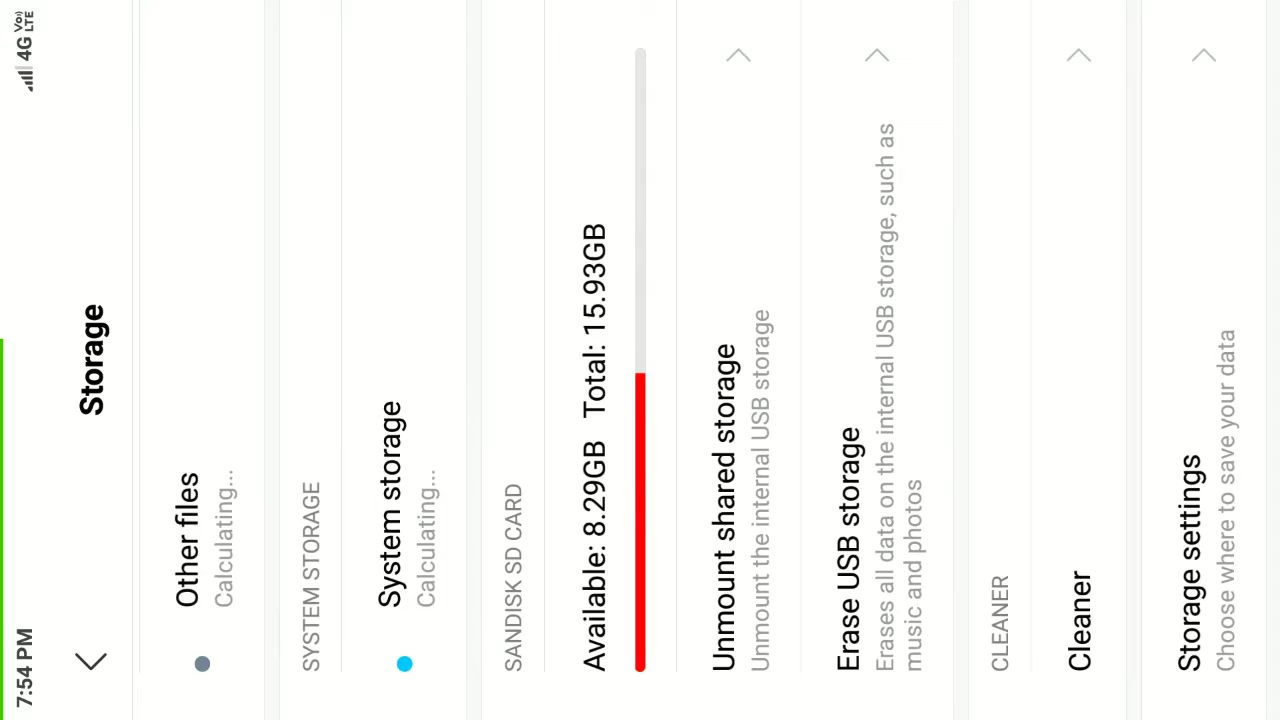 7:54 PM 4G Vo) LTE
Storage
Other files
Calculating...
SYSTEM STORAGE
System storage
Calculating...
SANDISK SD CARD
Available: 8.29GB Total: 15.93GB
Unmount shared storage
Unmount the internal USB storage
Erase USB storage
Erases all data on the internal USB storage, such as
music and photos
CLEANER
Cleaner
Storage settings
Choose where to save your data